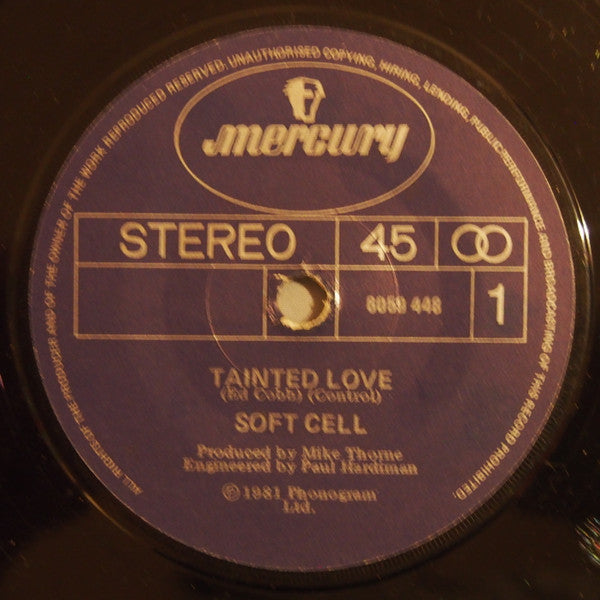 ALL RIGHTS OF THE PRODUCER AND OF THE OWNER OF THE WORK REPRODUCED RESERVED. UNAUTHORISED COPYING, HIRING, LENDING, PUBLIC PERFORMANCE AND BROADCASTING OF THIS RECORD PROHIBITED.
mercury
STEREO 45
6059 448 1
TAINTED LOVE
(Ed Cobb) (Control)
SOFT CELL
Produced by Mike Thorne
Engineered by Paul Hardiman
Ⓟ1981 Phonogram
Ltd.